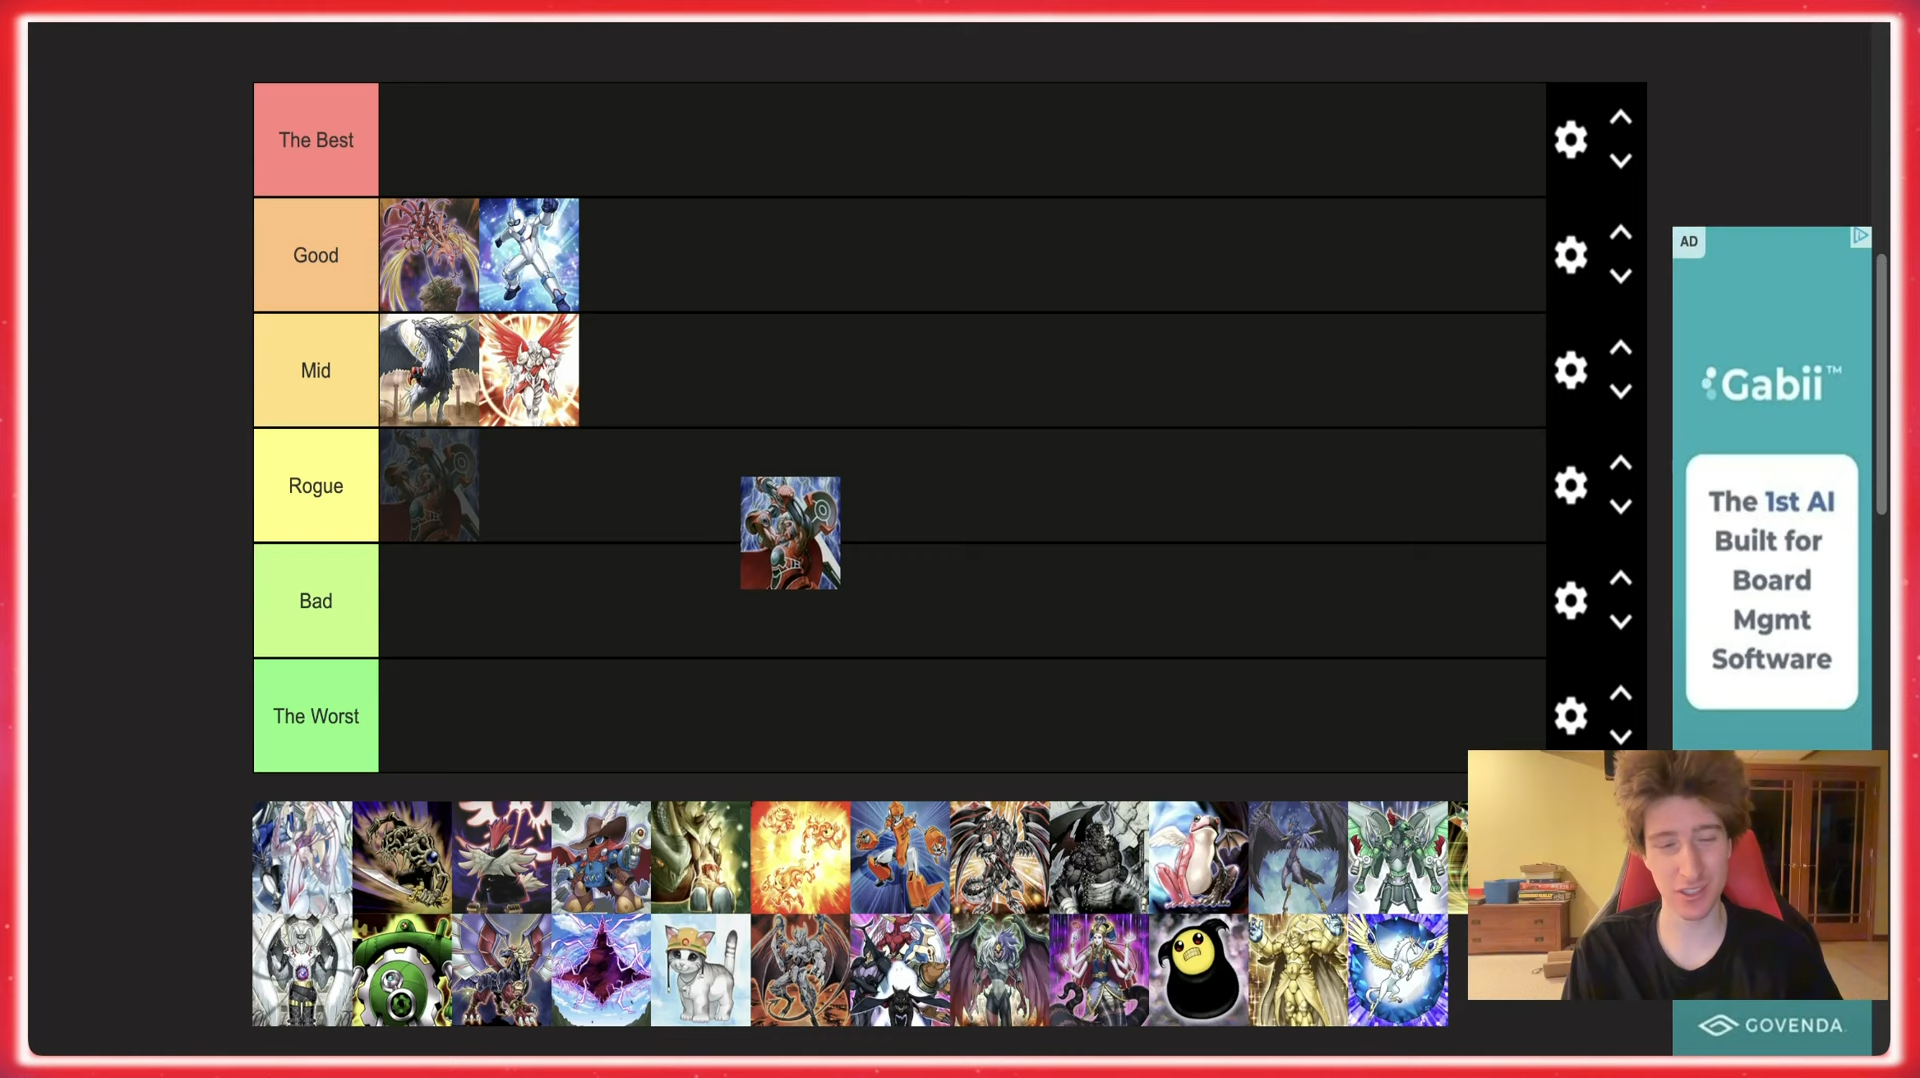 The Best
Good
Mid
Rogue
Bad
The Worst
AD
Gabii™
The 1st AI
Built for
Board
Mgmt
Software
GOVENDA